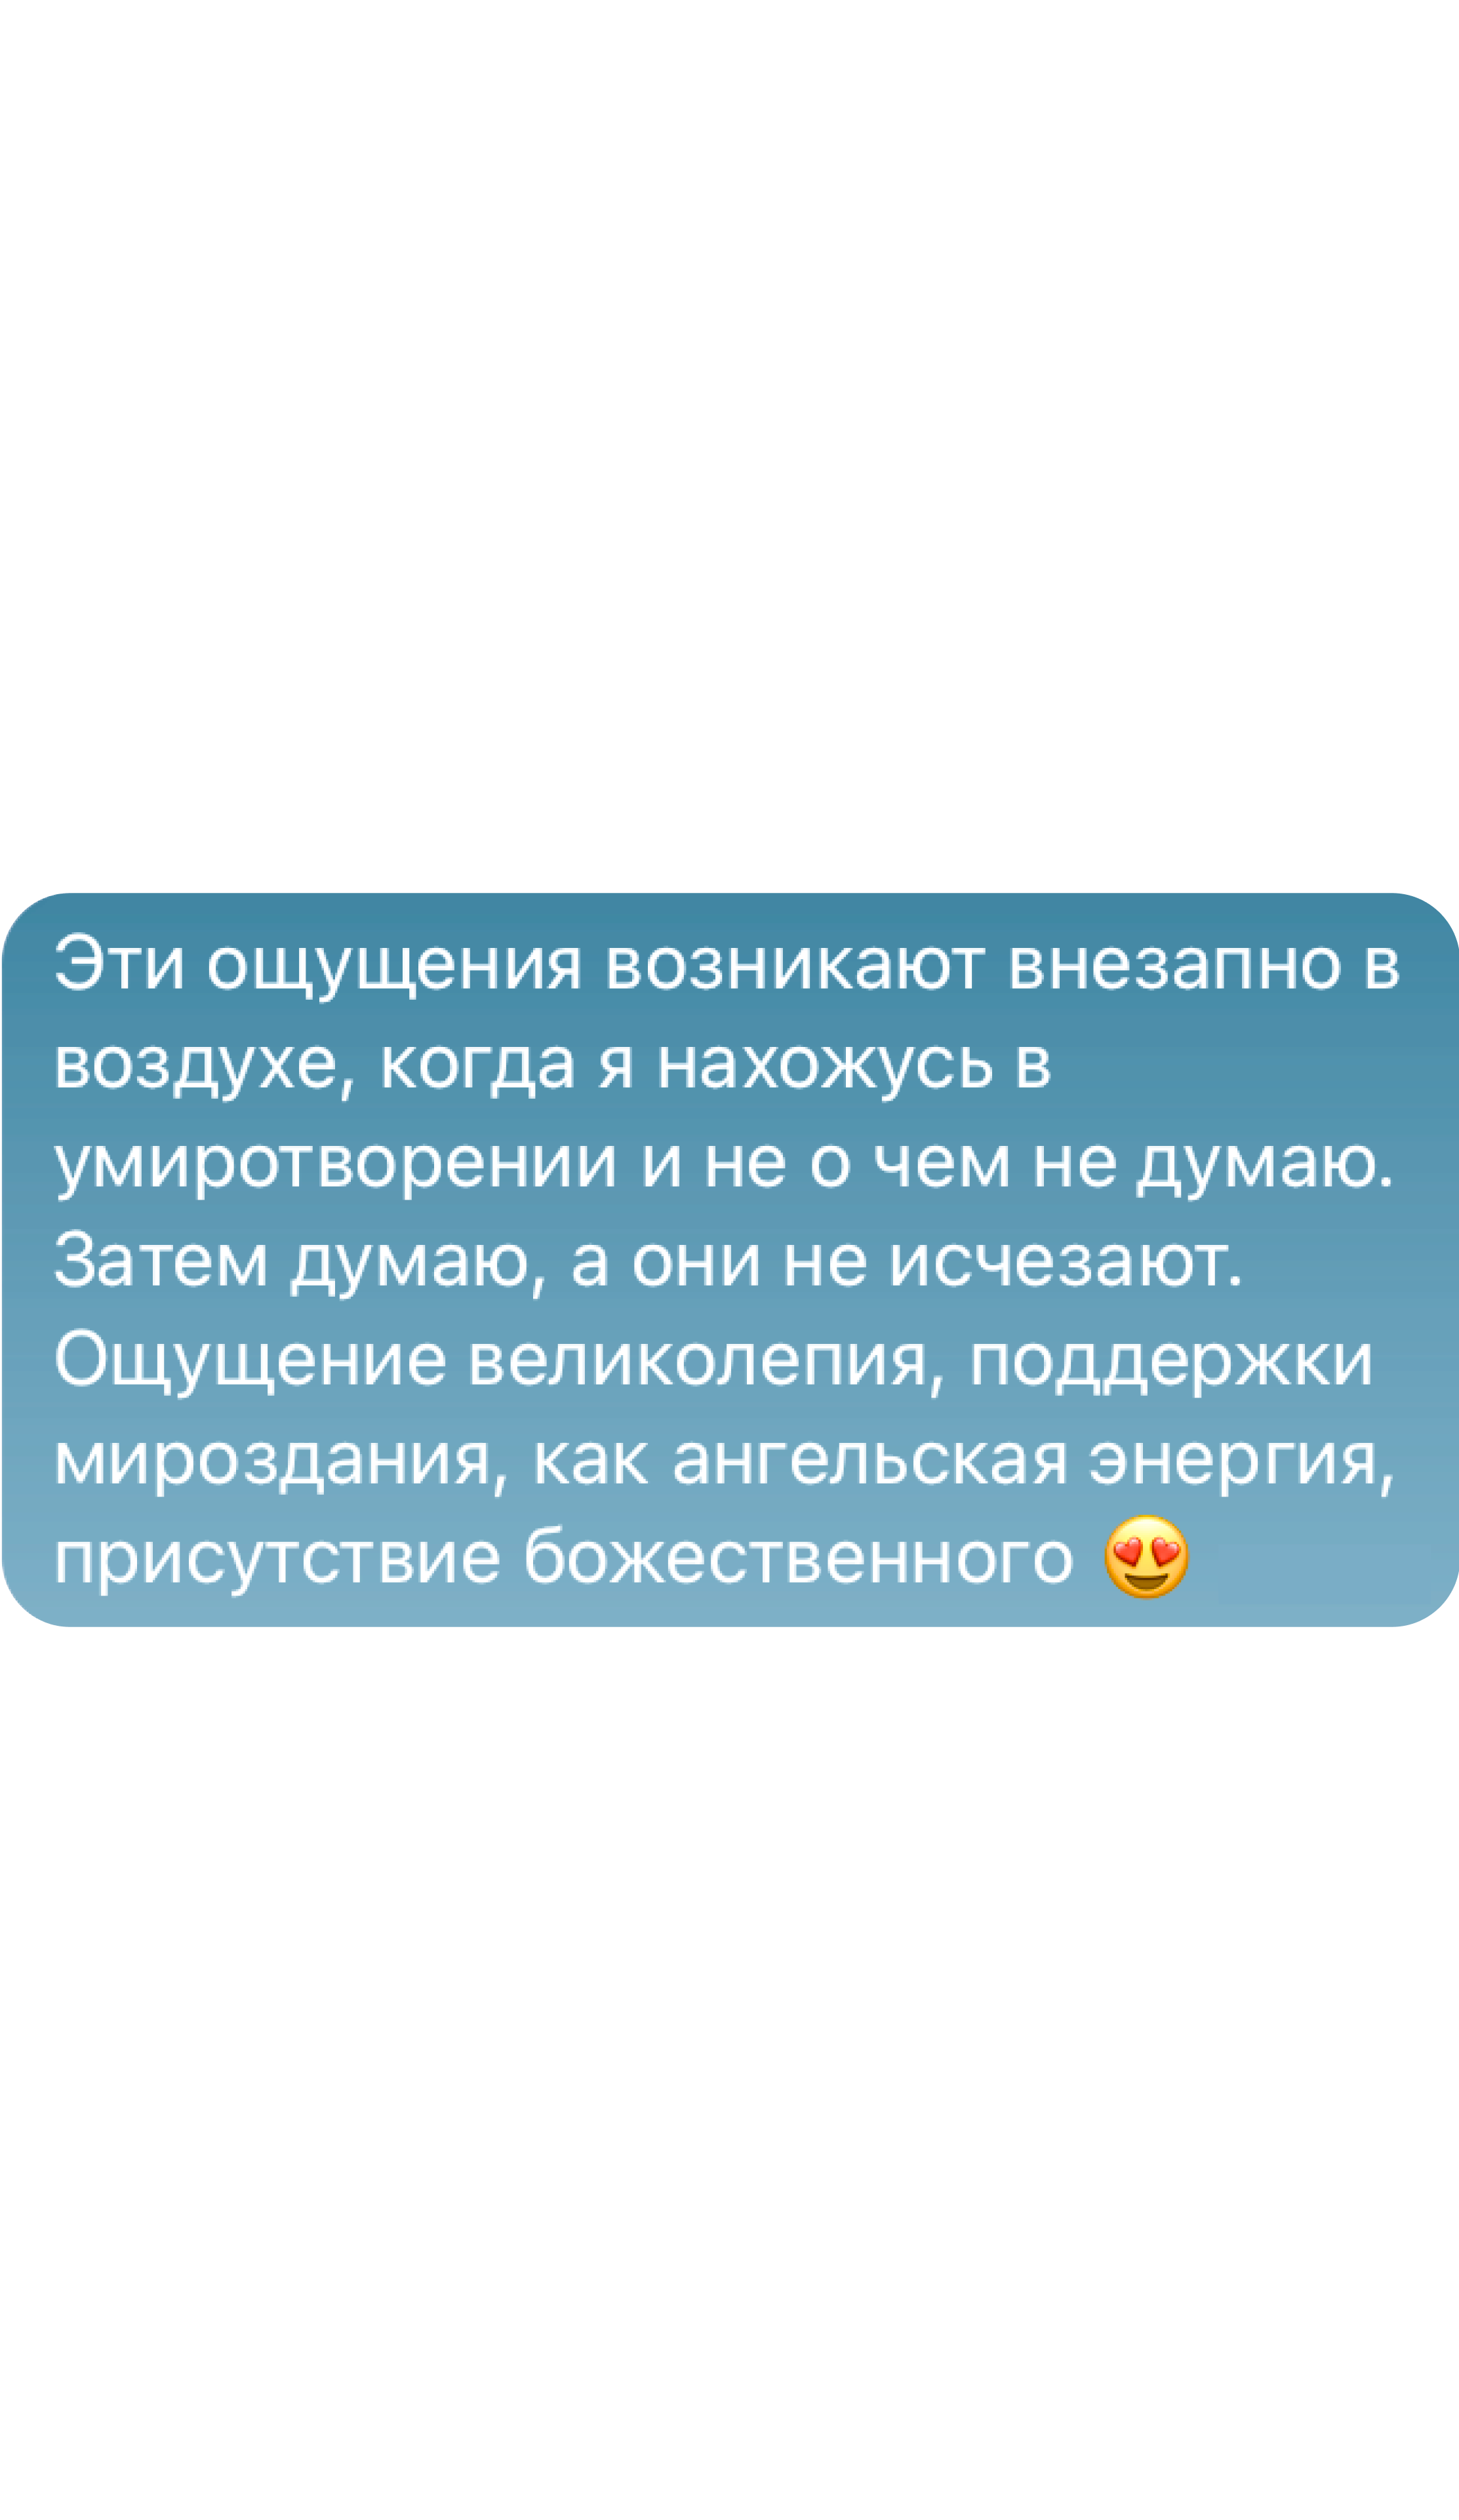 Эти ощущения возникают внезапно в
воздухе, когда я нахожусь в
умиротворении и не о чем не думаю.
Затем думаю, а они не исчезают.
Ощущение великолепия, поддержки
мироздания, как ангельская энергия,
присутствие божественного 😍